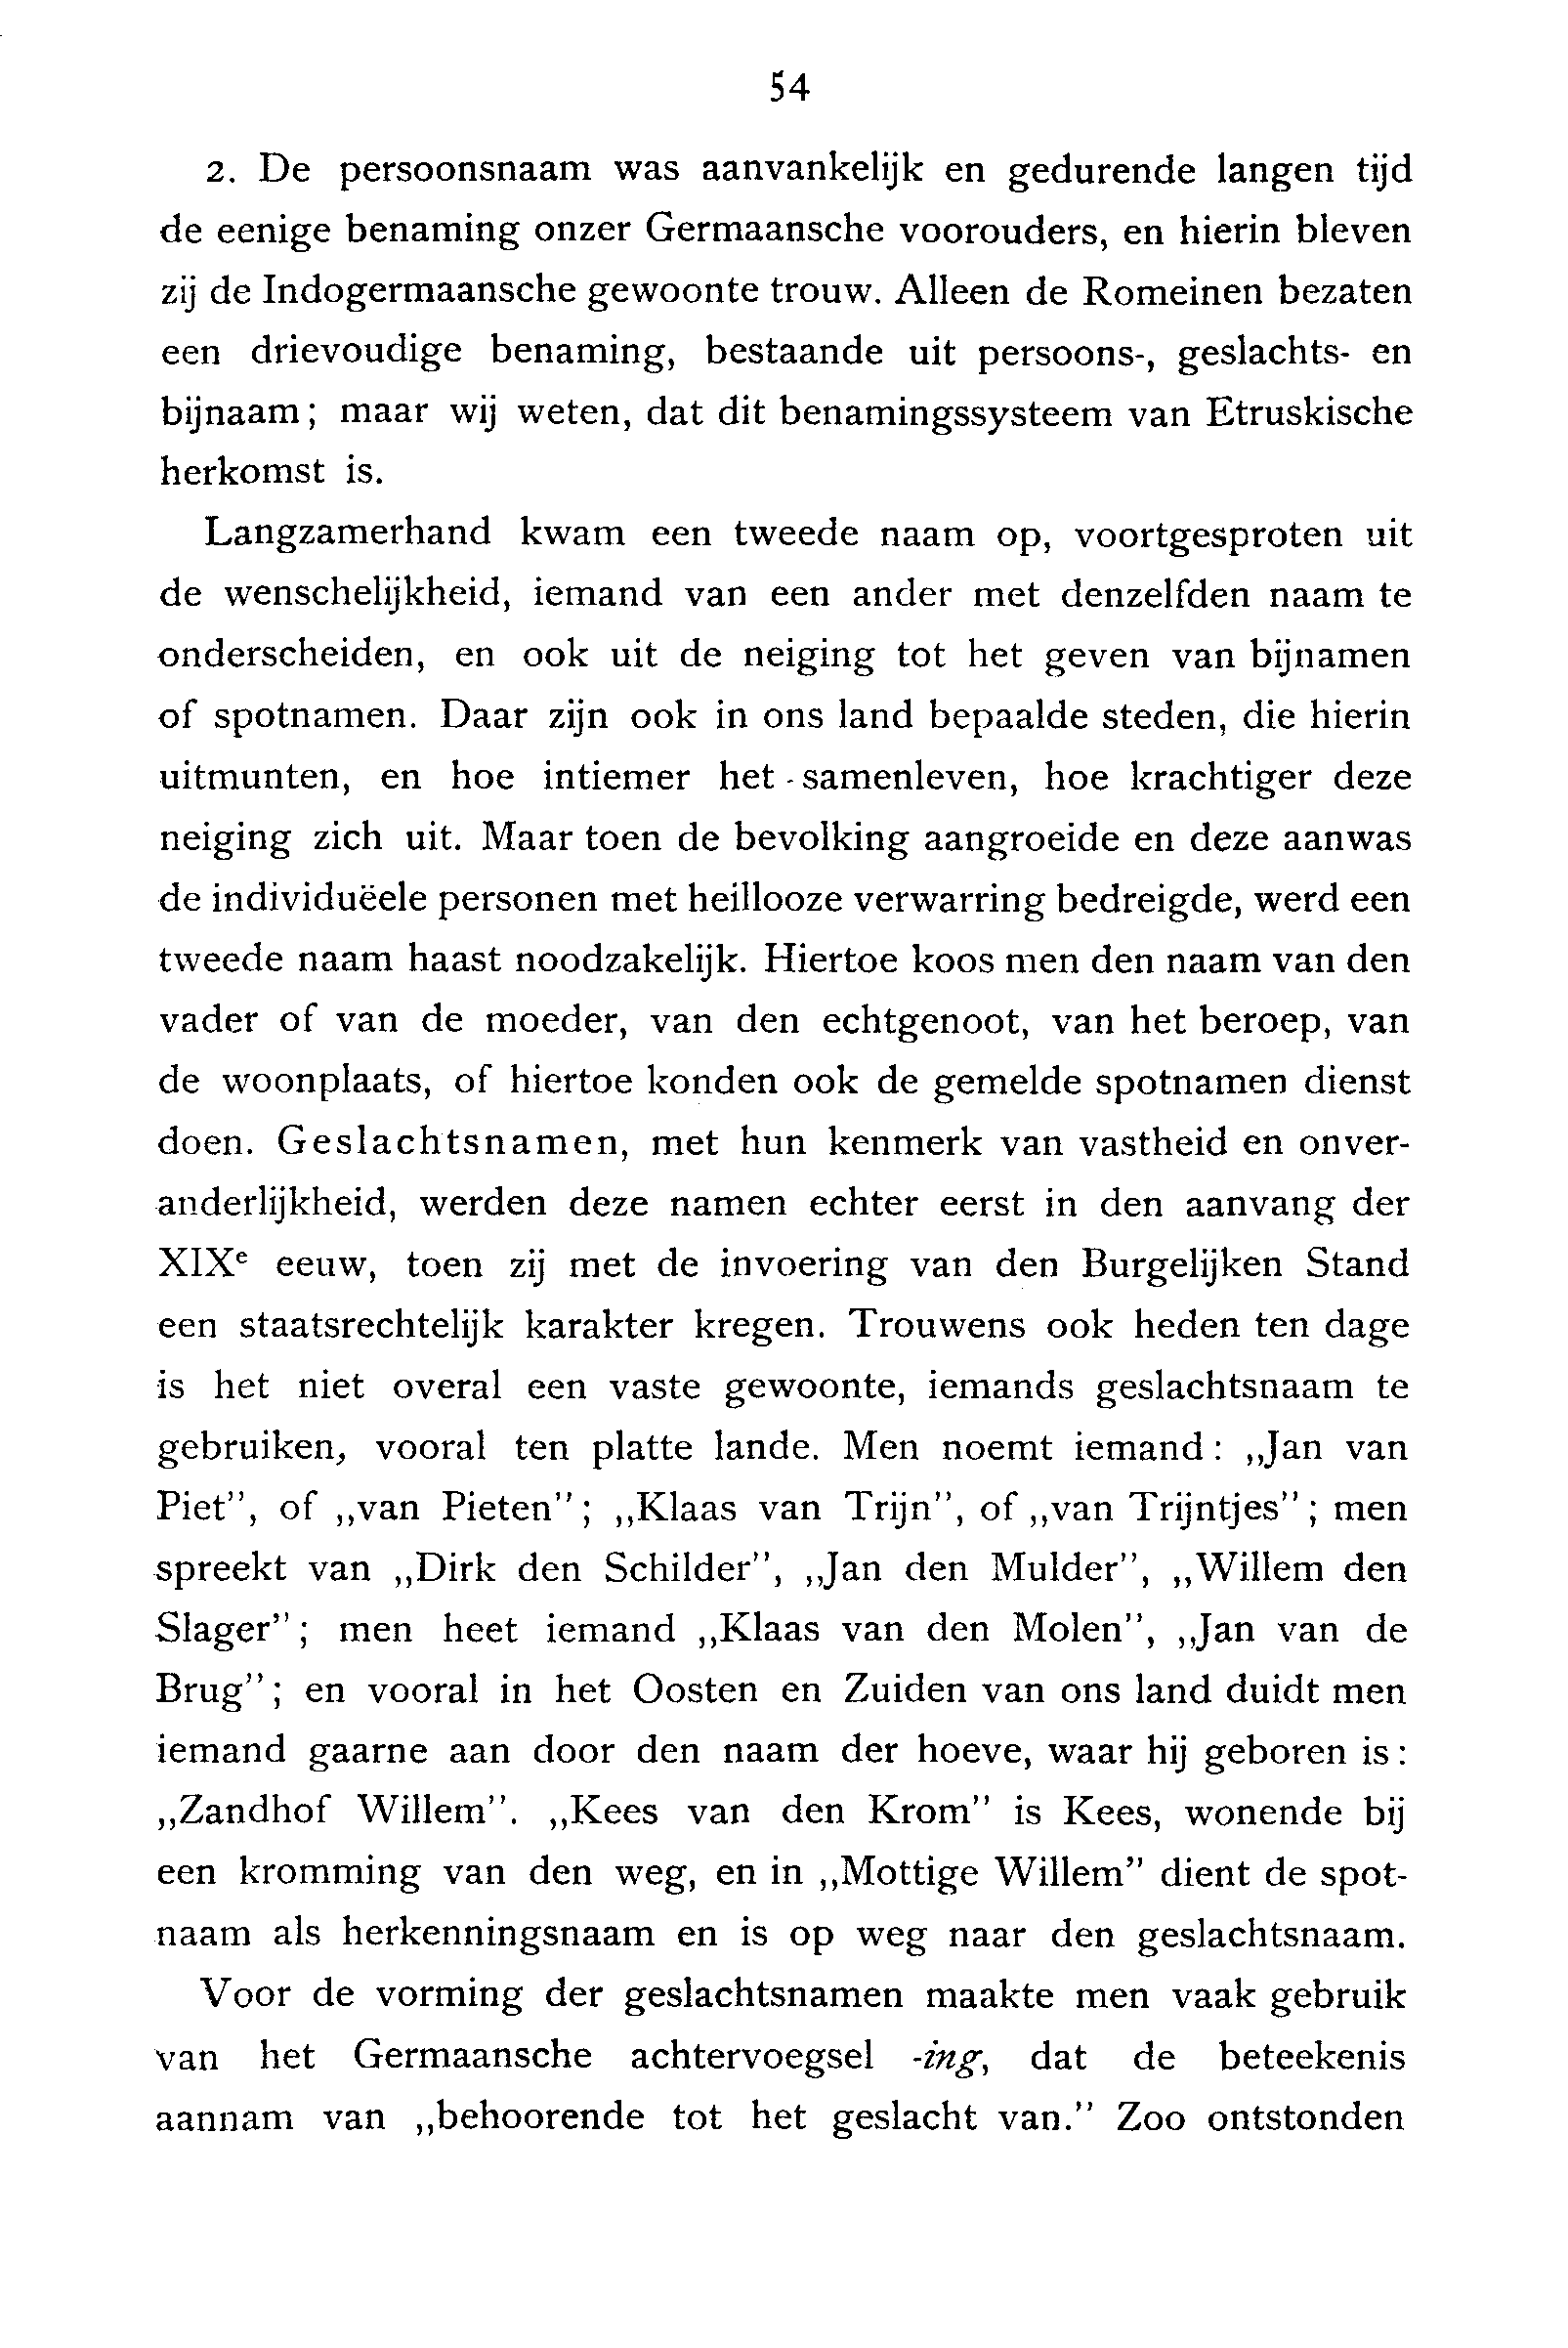 54
2. De persoonsnaam was aanvankelijk en gedurende langen tijd
de eenige benaming onzer Germaansche voorouders, en hierin bleven
zij de Indogermaansche gewoonte trouw. Alleen de Romeinen bezaten
een drievoudige benaming, bestaande uit persoons-, geslachts- en
bijnaam; maar wij weten, dat dit benamingssysteem van Etruskische
herkomst is.
Langzamerhand kwam een tweede naam op, voortgesproten uit
de wenschelijkheid, iemand van een ander met denzelfden naam te
onderscheiden, en ook uit de neiging tot het geven van bijnamen
of spotnamen. Daar zijn ook in ons land bepaalde steden, die hierin
uitmunten, en hoe intiemer het samenleven, hoe krachtiger deze
neiging zich uit. Maar toen de bevolking aangroeide en deze aanwas
de individuëele personen met heillooze verwarring bedreigde, werd een
tweede naam haast noodzakelijk. Hiertoe koos men den naam van den
vader of van de moeder, van den echtgenoot, van het beroep, van
de woonplaats, of hiertoe konden ook de gemelde spotnamen dienst
doen. Geslachtsnamen, met hun kenmerk van vastheid en onver-
anderlijkheid, werden deze namen echter eerst in den aanvang der
XIXe eeuw, toen zij met de invoering van den Burgelijken Stand
een staatsrechtelijk karakter kregen. Trouwens ook heden ten dage
is het niet overal een vaste gewoonte, iemands geslachtsnaam te
gebruiken, vooral ten platte lande. Men noemt iemand: „Jan van
Piet”, of „van Pieten”; „Klaas van Trijn”, of „van Trijntjes”; men
spreekt van „Dirk den Schilder”, „Jan den Mulder”, „Willem den
Slager”; men heet iemand „Klaas van den Molen”, „Jan van de
Brug”; en vooral in het Oosten en Zuiden van ons land duidt men
iemand gaarne aan door den naam der hoeve, waar hij geboren is:
„Zandhof Willem”. „Kees van den Krom” is Kees, wonende bij
een kromming van den weg, en in „Mottige Willem” dient de spot-
naam als herkenningsnaam en is op weg naar den geslachtsnaam.
Voor de vorming der geslachtsnamen maakte men vaak gebruik
van het Germaansche achtervoegsel -ing, dat de beteekenis
aannam van „behoorende tot het geslacht van.” Zoo ontstonden